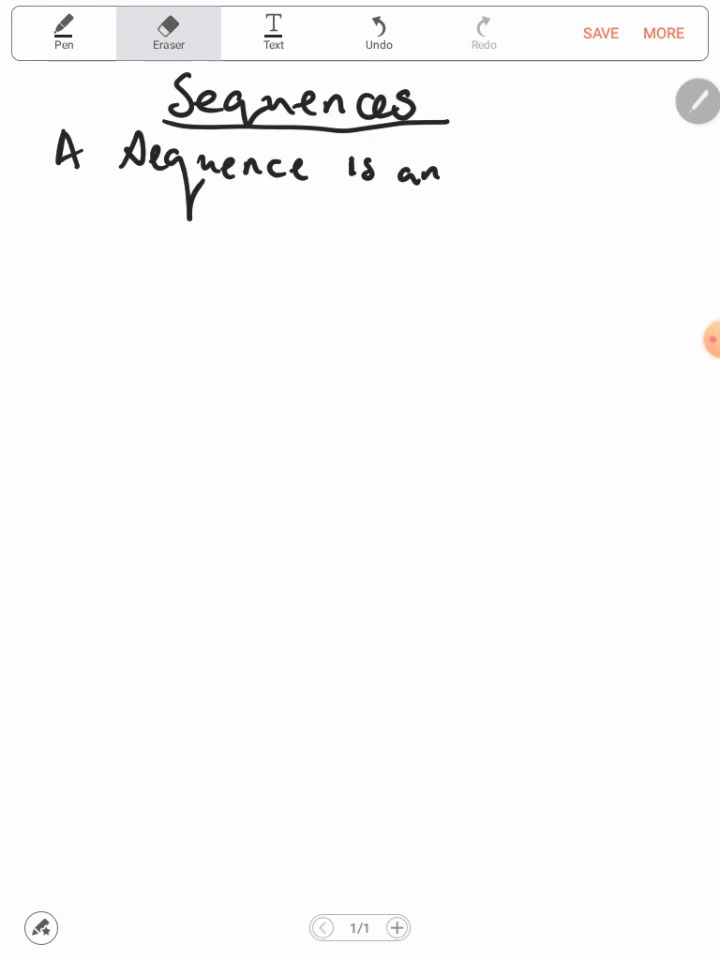 Pen Eraser Text Undo Redo SAVE MORE
Sequences
A Sequence is an
1/1